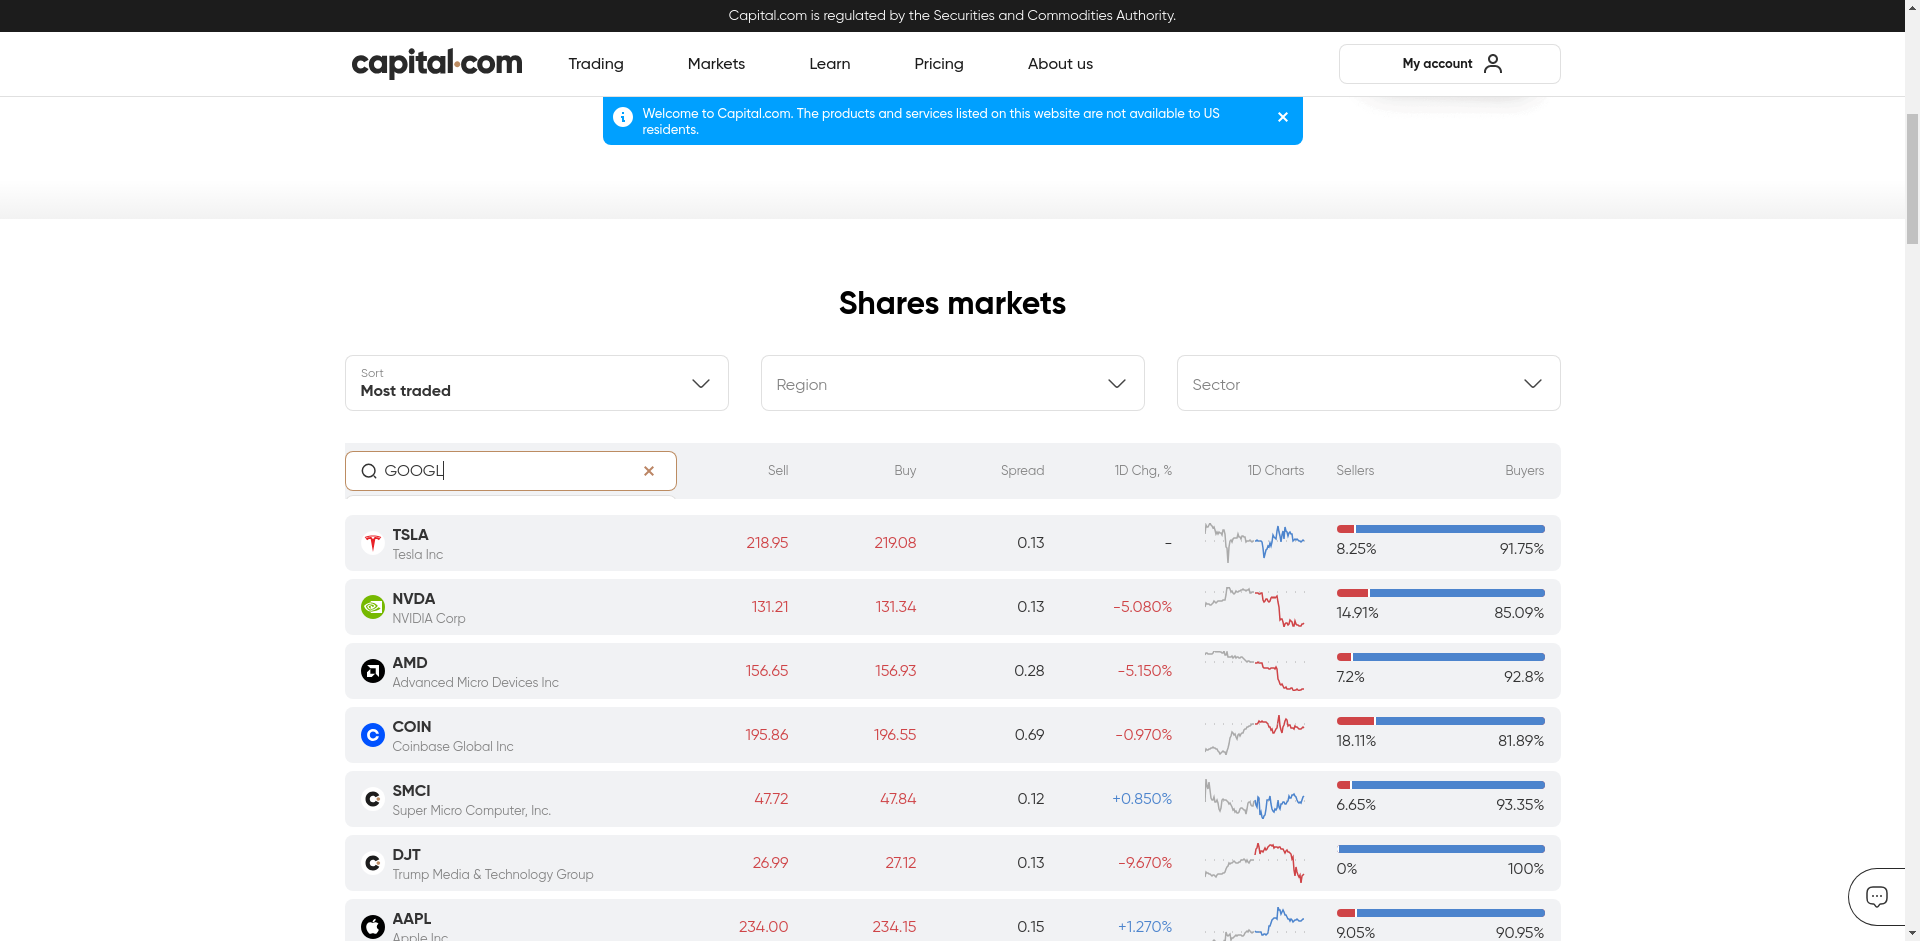 Capital.com is regulated by the Securities and Commodities Authority.
capital.com
Trading
Markets
Learn
Pricing
About us
My account
Welcome to Capital.com. The products and services listed on this website are not available to US
residents.
Shares markets
Sort
Most traded
Region
Sector
GOOGL
Sell
Buy
Spread
1D Chg, %
1D Charts
Sellers
Buyers
TSLA
Tesla Inc
218.95
219.08
0.13
-
8.25%
91.75%
NVDA
NVIDIA Corp
131.21
131.34
0.13
-5.080%
14.91%
85.09%
AMD
Advanced Micro Devices Inc
156.65
156.93
0.28
-5.150%
7.2%
92.8%
COIN
Coinbase Global Inc
195.86
196.55
0.69
-0.970%
18.11%
81.89%
SMCI
Super Micro Computer, Inc.
47.72
47.84
0.12
+0.850%
6.65%
93.35%
DJT
Trump Media & Technology Group
26.99
27.12
0.13
-9.670%
0%
100%
AAPL
Apple Inc
234.00
234.15
0.15
+1.270%
9.05%
90.95%